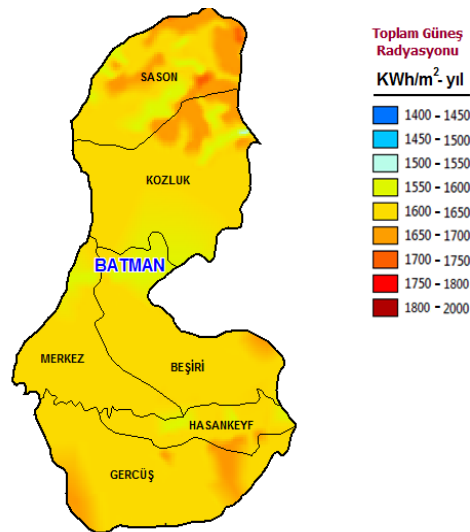 Toplam Güneş
Radyasyonu
KWh/m²- yıl
1400 - 1450
1450 - 1500
1500 - 1550
1550 - 1600
1600 - 1650
1650 - 1700
1700 - 1750
1750 - 1800
1800 - 2000
SASON
KOZLUK
BATMAN
MERKEZ
BEŞİRİ
HASANKEYF
GERCÜŞ